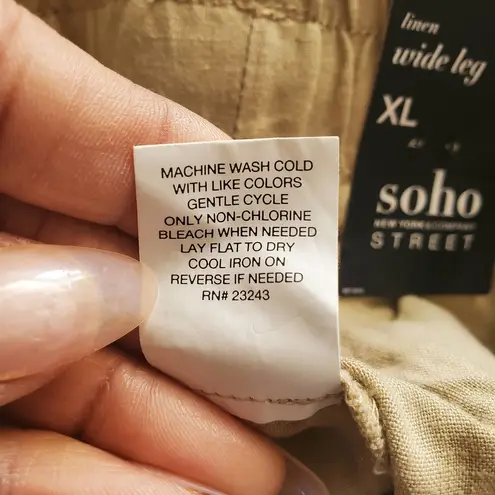 MACHINE WASH COLD
WITH LIKE COLORS
GENTLE CYCLE
ONLY NON-CHLORINE
BLEACH WHEN NEEDED
LAY FLAT TO DRY
COOL IRON ON
REVERSE IF NEEDED
RN# 23243
linen
wide leg
XL
soho
NEW YORK & COMPANY
STREET